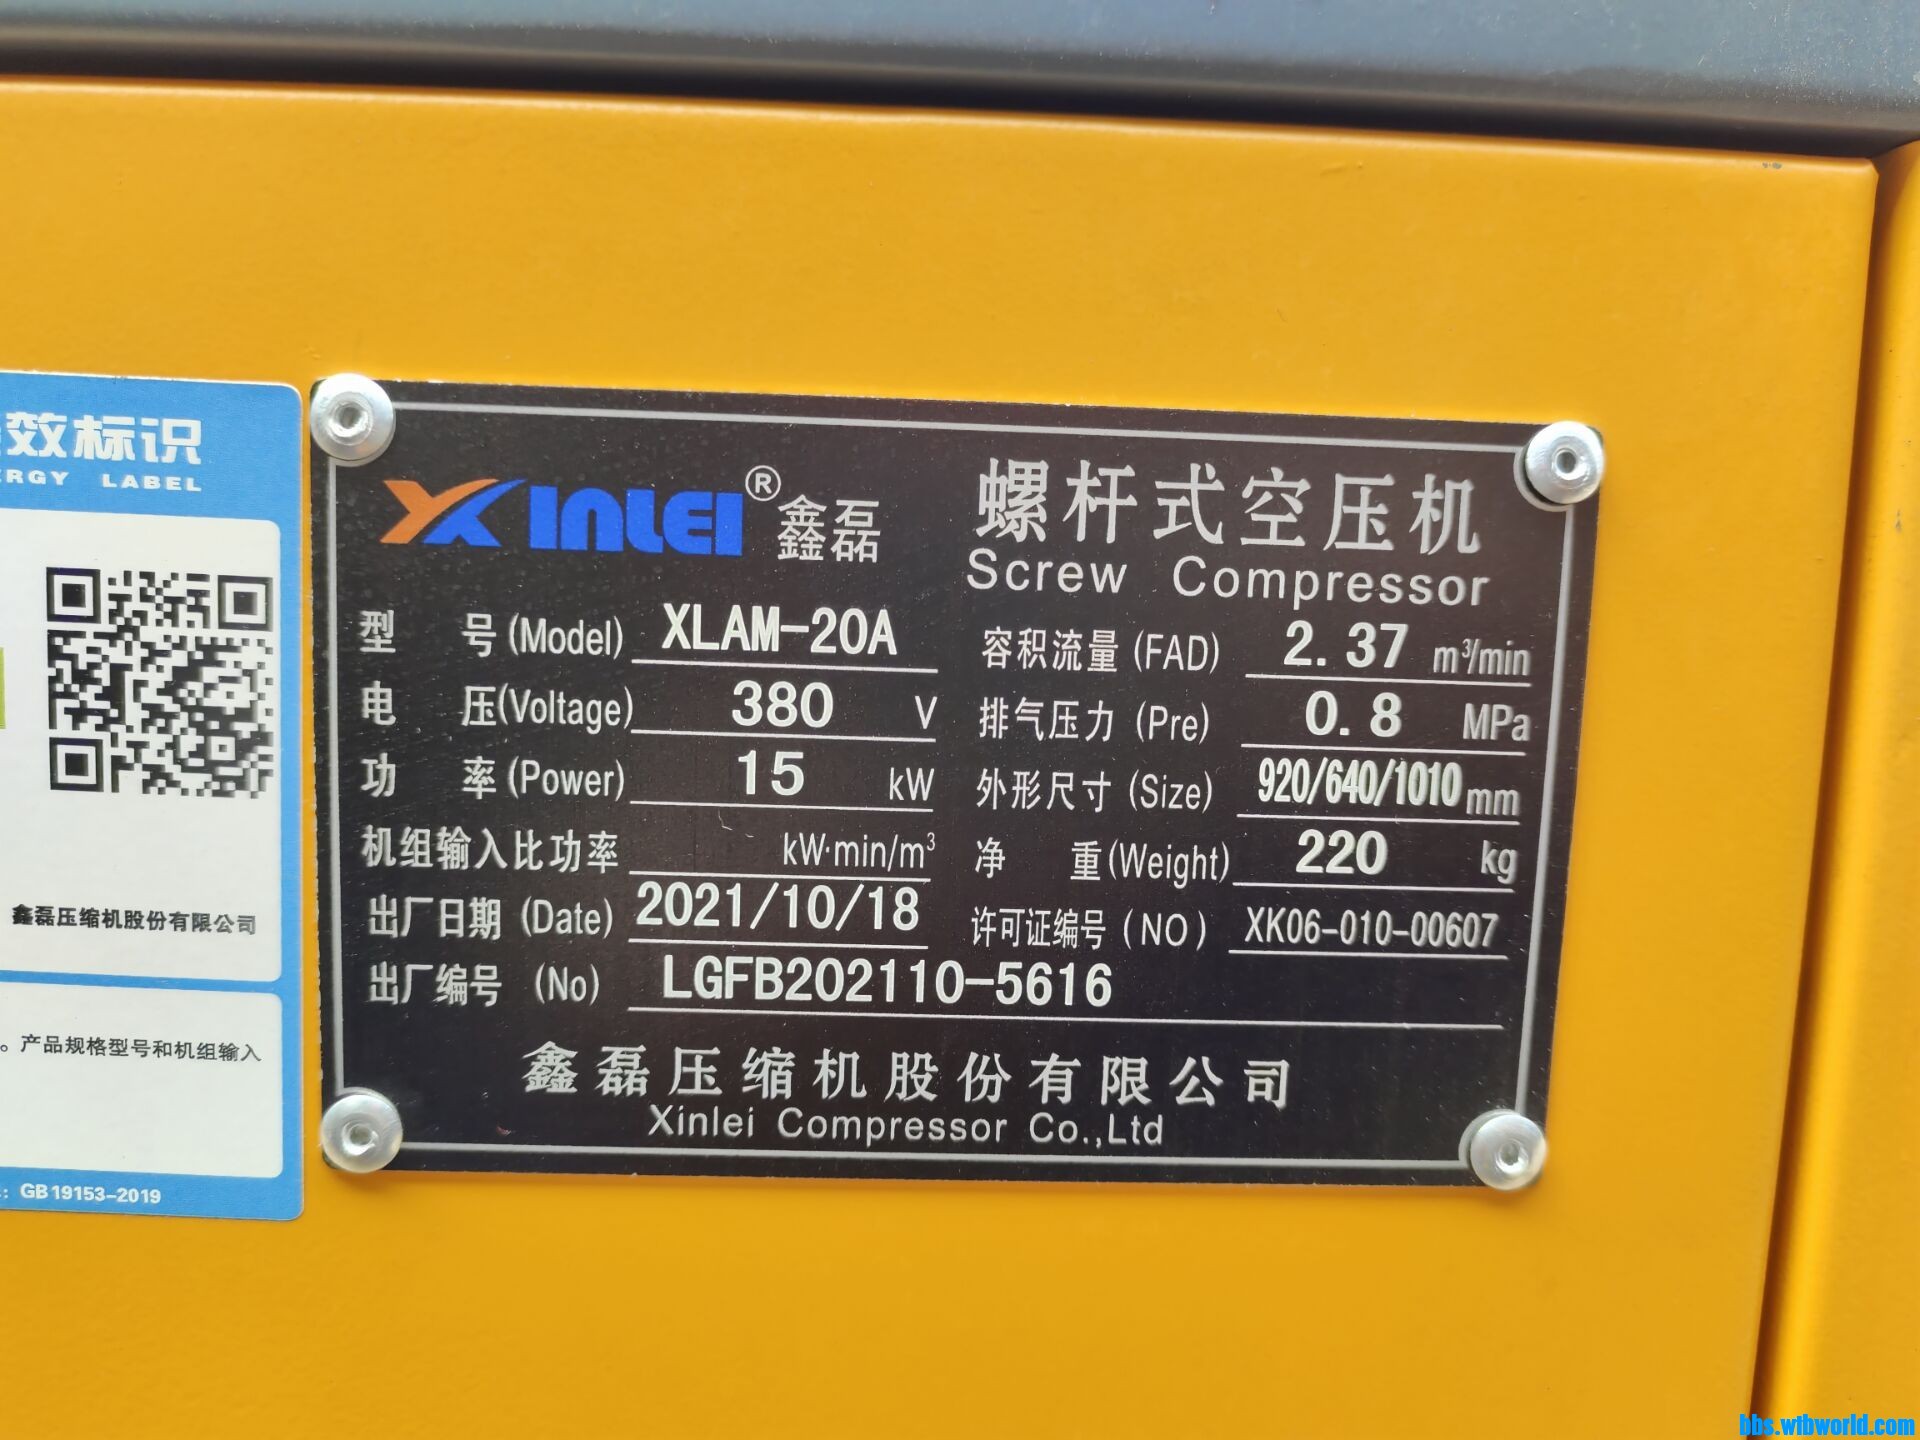 效标识
RGY LABEL
鑫磊压缩机股份有限公司
。产品规格型号和机组输入
: GB 19153-2019
XINLEI® 鑫磊
螺杆式空压机
Screw Compressor
型 号(Model) XLAM-20A
容积流量 (FAD) 2.37 m³/min
电 压(Voltage) 380 V
排气压力 (Pre) 0.8 MPa
功 率(Power) 15 kW
外形尺寸 (Size) 920/640/1010 mm
机组输入比功率 kW·min/m³
净 重(Weight) 220 kg
出厂日期 (Date) 2021/10/18
许可证编号 (NO) XK06-010-00607
出厂编号 (No) LGFB202110-5616
鑫磊压缩机股份有限公司
Xinlei Compressor Co.,Ltd
bbs.wtbworld.com